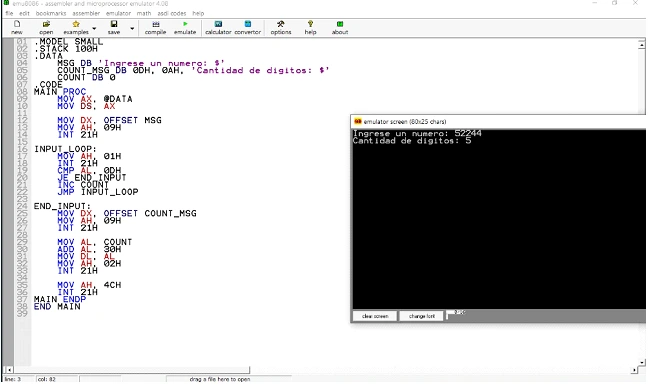 emu8086 - assembler and microprocessor emulator 4.08
file edit bookmarks assembler emulator math ascii codes help
new open examples save compile emulate calculator convertor options help about
01 .MODEL SMALL
02 .STACK 100H
03 .DATA
04 MSG DB 'Ingrese un numero: $'
05 COUNT_MSG DB 0DH, 0AH, 'Cantidad de digitos: $'
06 COUNT DB 0
07 .CODE
08 MAIN PROC
09 MOV AX, @DATA
10 MOV DS, AX
11
12 MOV DX, OFFSET MSG
13 MOV AH, 09H
14 INT 21H
15
16 INPUT_LOOP:
17 MOV AH, 01H
18 INT 21H
19 CMP AL, 0DH
20 JE END_INPUT
21 INC COUNT
22 JMP INPUT_LOOP
23
24 END_INPUT:
25 MOV DX, OFFSET COUNT_MSG
26 MOV AH, 09H
27 INT 21H
28
29 MOV AL, COUNT
30 ADD AL, 30H
31 MOV DL, AL
32 MOV AH, 02H
33 INT 21H
34
35 MOV AH, 4CH
36 INT 21H
37 MAIN ENDP
38 END MAIN
39
emulator screen (80x25 chars)
Ingrese un numero: 52244
Cantidad de digitos: 5
clear screen change font
line: 3 col: 82 drag a file here to open